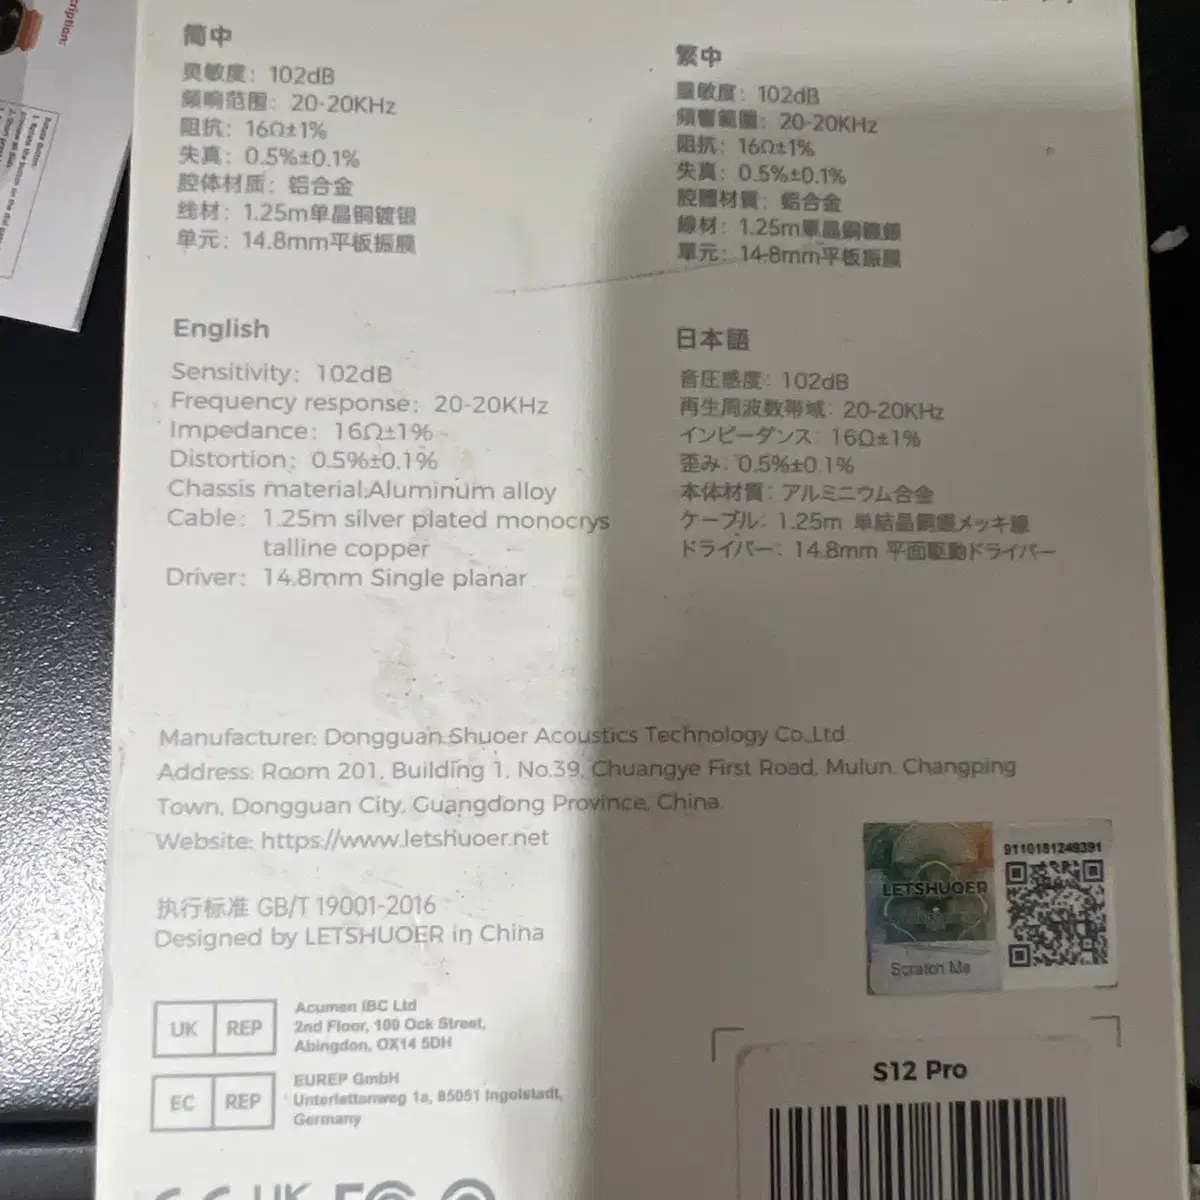 简中
灵敏度：102dB
频响范围：20-20KHz
阻抗：16Ω±1%
失真：0.5%±0.1%
腔体材质：铝合金
线材：1.25m单晶铜镀银
单元：14.8mm平板振膜
繁中
靈敏度：102dB
頻響範圍：20-20KHz
阻抗：16Ω±1%
失真：0.5%±0.1%
腔體材質：鋁合金
線材：1.25m單晶銅鍍銀
單元：14.8mm平板振膜
English
Sensitivity: 102dB
Frequency response: 20-20KHz
Impedance: 16Ω±1%
Distortion: 0.5%±0.1%
Chassis material:Aluminum alloy
Cable: 1.25m silver plated monocrys
talline copper
Driver: 14.8mm Single planar
日本語
音圧感度：102dB
再生周波数帯域：20-20KHz
インピーダンス：16Ω±1%
歪み：0.5%±0.1%
本体材質：アルミニウム合金
ケーブル：1.25m 単結晶銅銀メッキ線
ドライバー：14.8mm 平面駆動ドライバー
Manufacturer: Dongguan Shuoer Acoustics Technology Co.,Ltd.
Address: Room 201, Building 1, No.39, Chuangye First Road, Mulun, Changping
Town, Dongguan City, Guangdong Province, China.
Website: https://www.letshuoer.net
执行标准 GB/T 19001-2016
Designed by LETSHUOER in China
LETSHUOER
Scratch Me
9110181249391
UK REP
Acumen IBC Ltd
2nd Floor, 100 Ock Street,
Abingdon, OX14 5DH
EC REP
EUREP GmbH
Unterlettenweg 1a, 85051 Ingolstadt,
Germany
S12 Pro